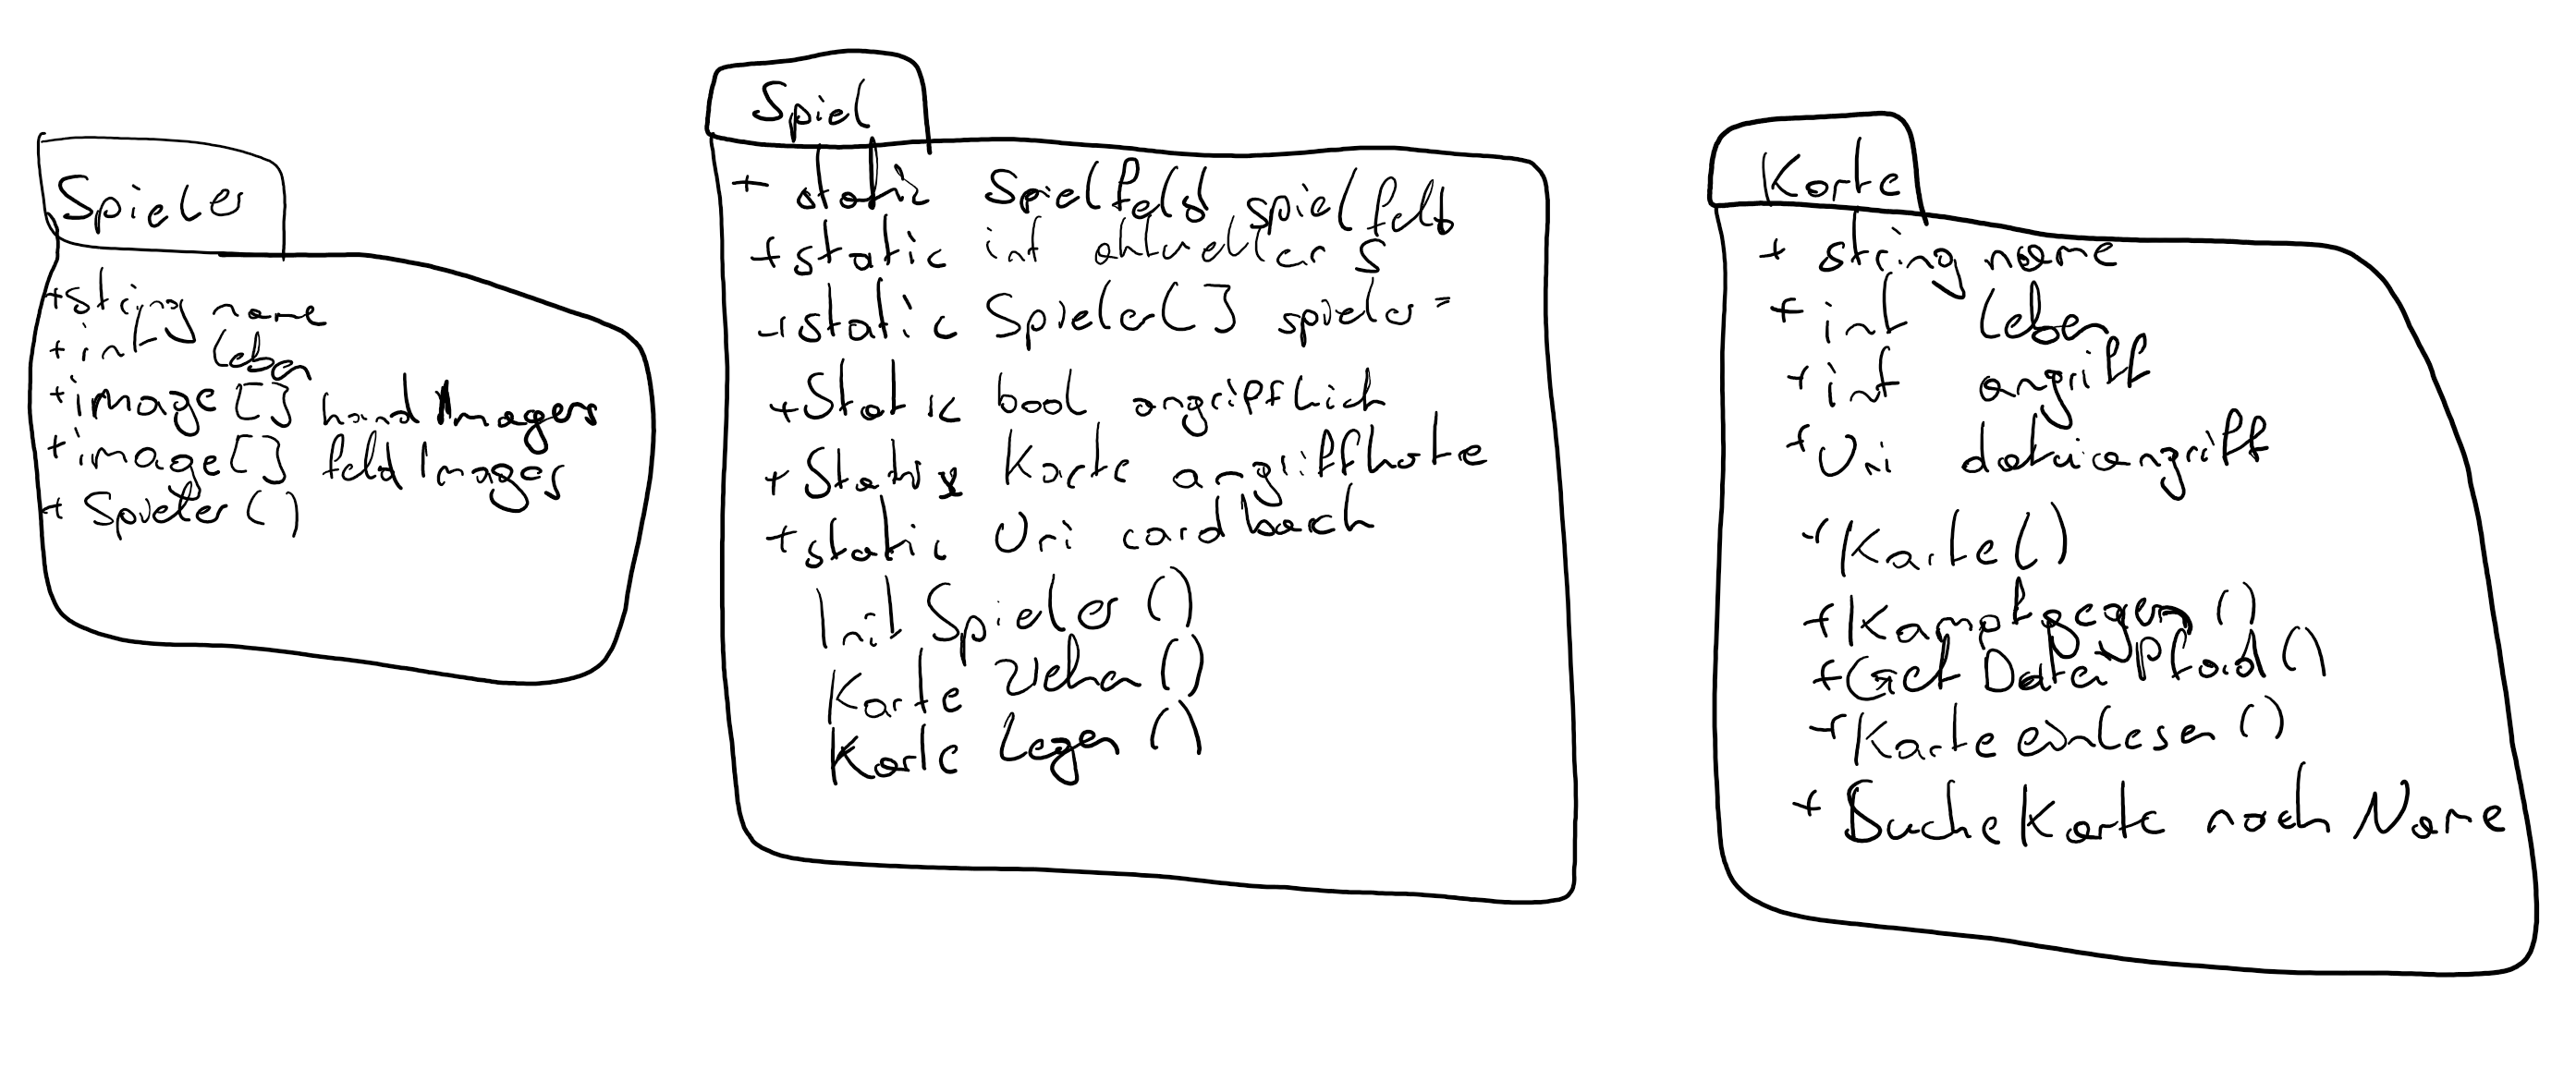 Spieler
+string name
+int leben
+image[] handImagers
+image[] feldImages
+ Spieler()
Spiel
+ static Spielfeld spielfeld
+static int aktueller S
+static Spieler[] spieler =
+Static bool angriff
+Static Karte angriffkarte
+static Uri cardback
Init Spieler()
Karte ziehen()
Karte Legen()
Karte
+ string name
+ int leben
+ int angriff
+ Uri dateiangriff
+Karte()
+Kampfgegen()
+Get DateiPfad()
+Karte einlesen()
+ Suche Karte nach Name